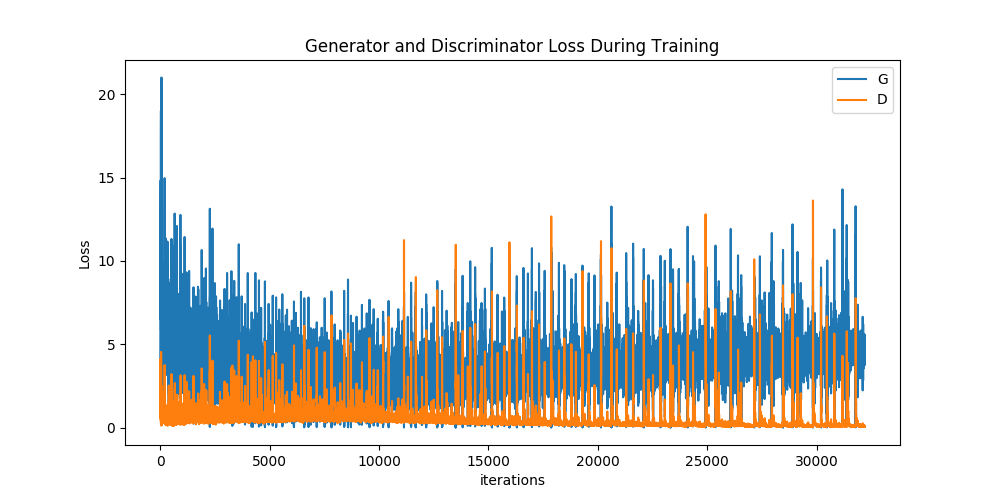 Generator and Discriminator Loss During Training
G
D
Loss
20
15
10
5
0
0 5000 10000 15000 20000 25000 30000
iterations